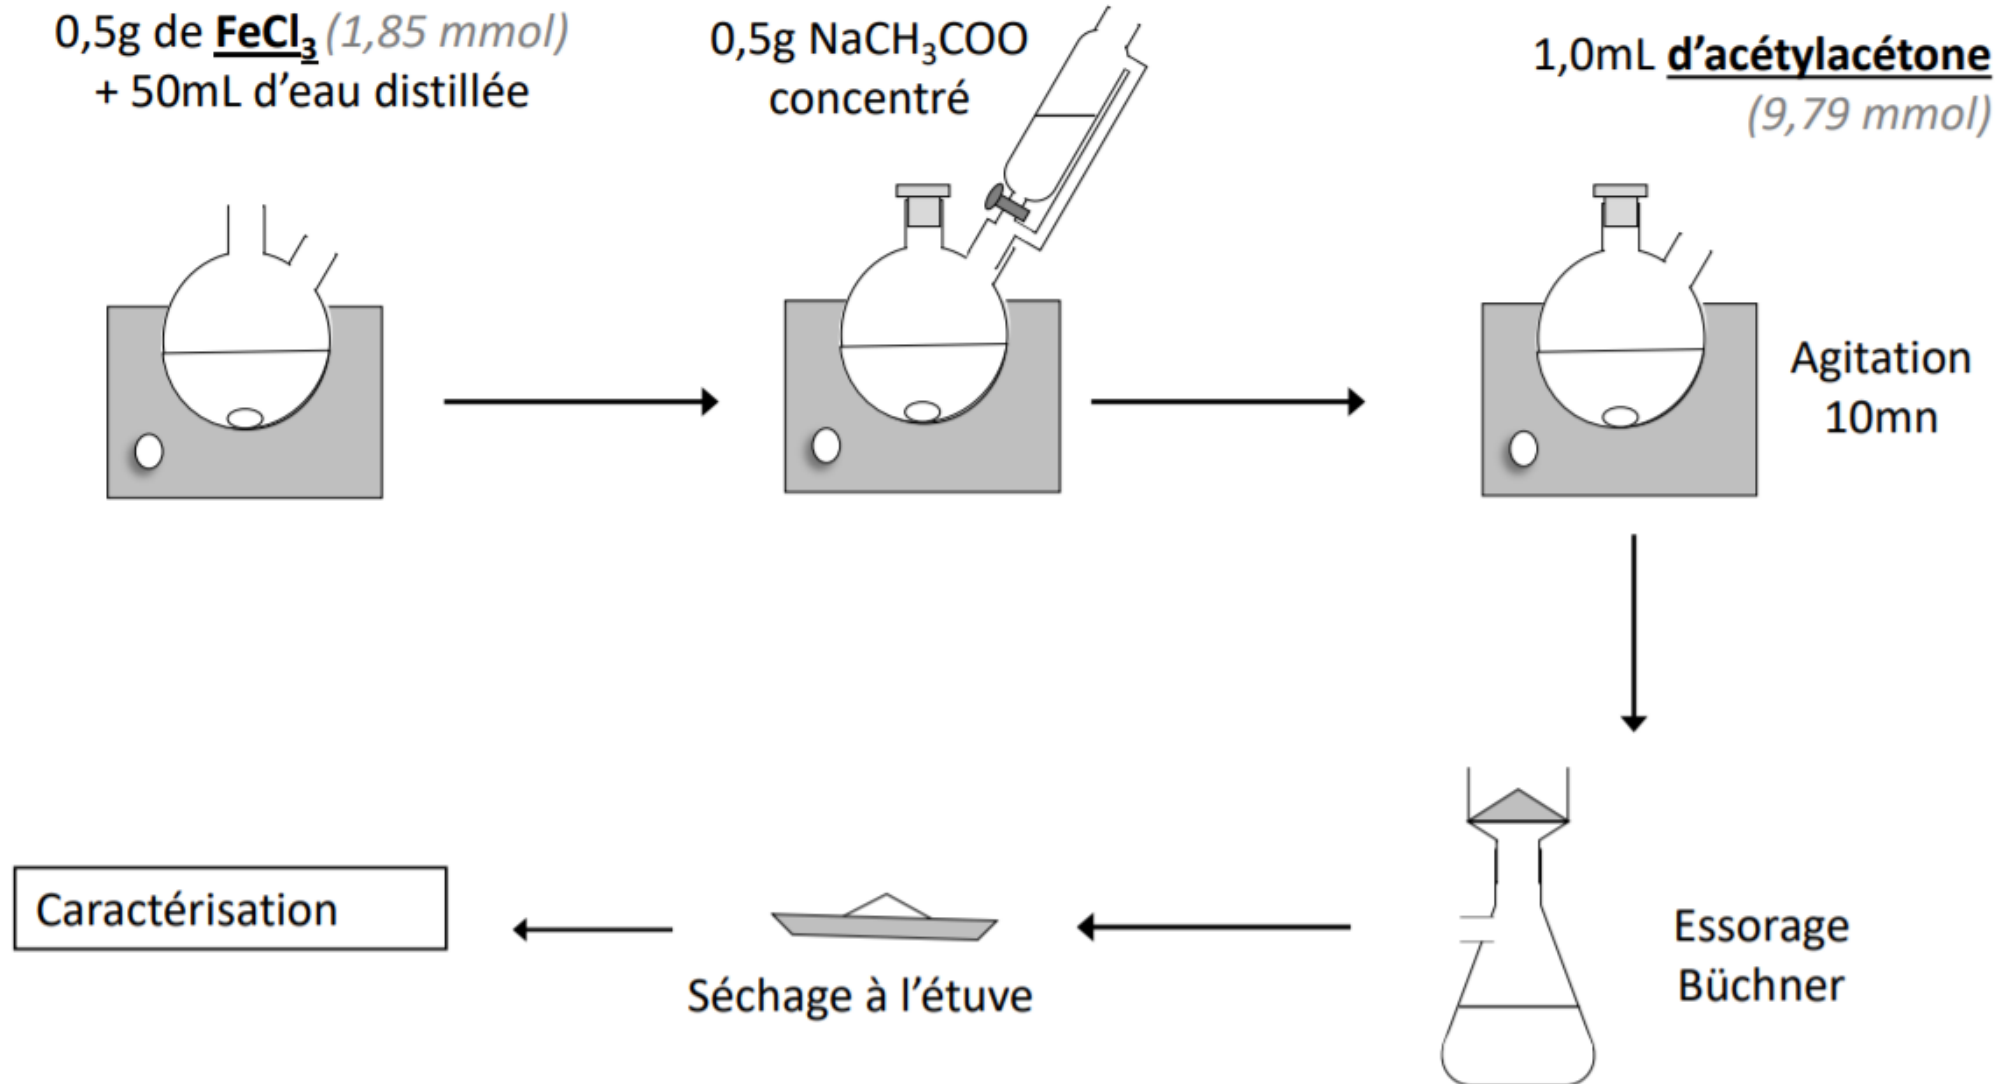 0,5g de FeCl₃ (1,85 mmol)
+ 50mL d’eau distillée
0,5g NaCH₃COO
concentré
1,0mL d’acétylacétone
(9,79 mmol)
Agitation
10mn
Essorage
Büchner
Séchage à l’étuve
Caractérisation